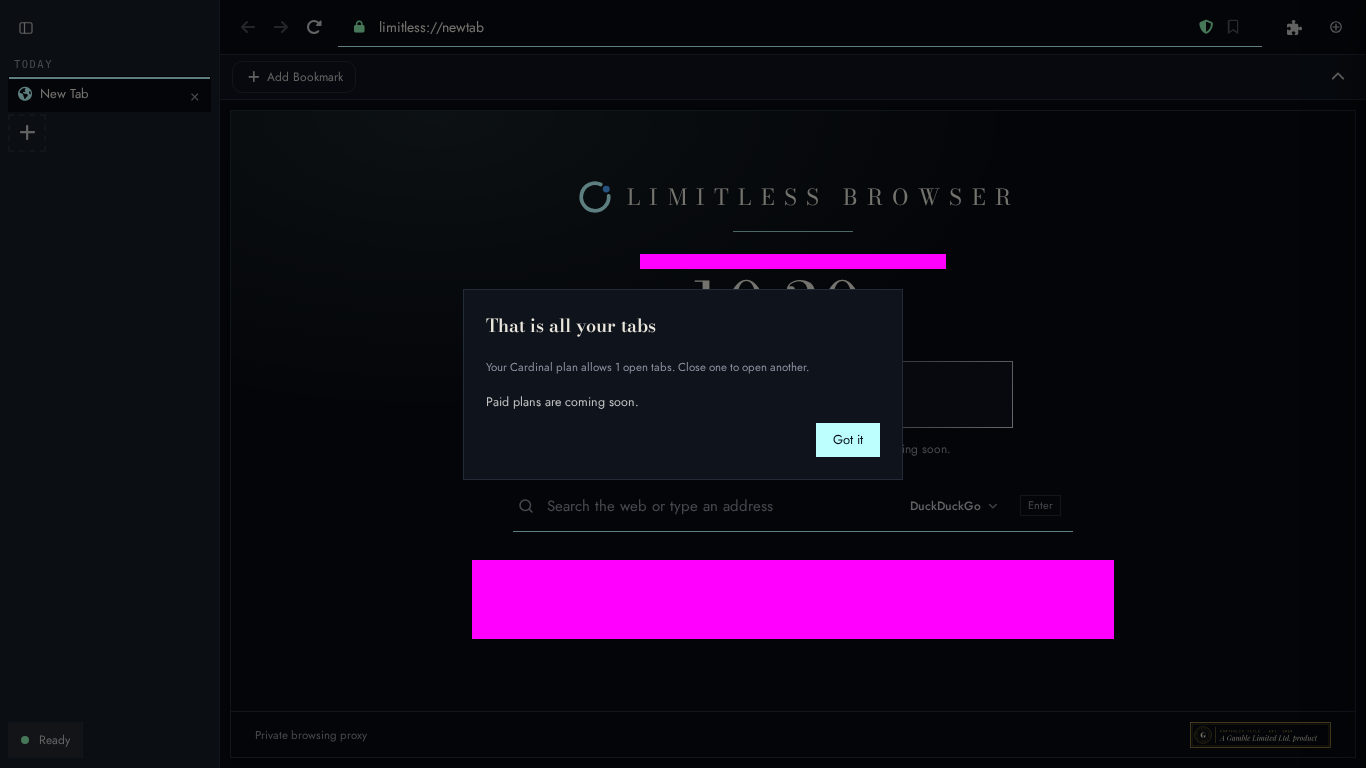 limitless://newtab
TODAY
Add Bookmark
New Tab
LIMITLESS BROWSER
That is all your tabs
Your Cardinal plan allows 1 open tabs. Close one to open another.
Paid plans are coming soon.
Got it
ing soon.
Search the web or type an address
DuckDuckGo
Enter
Ready
Private browsing proxy
A Gamble Limited Ltd. product